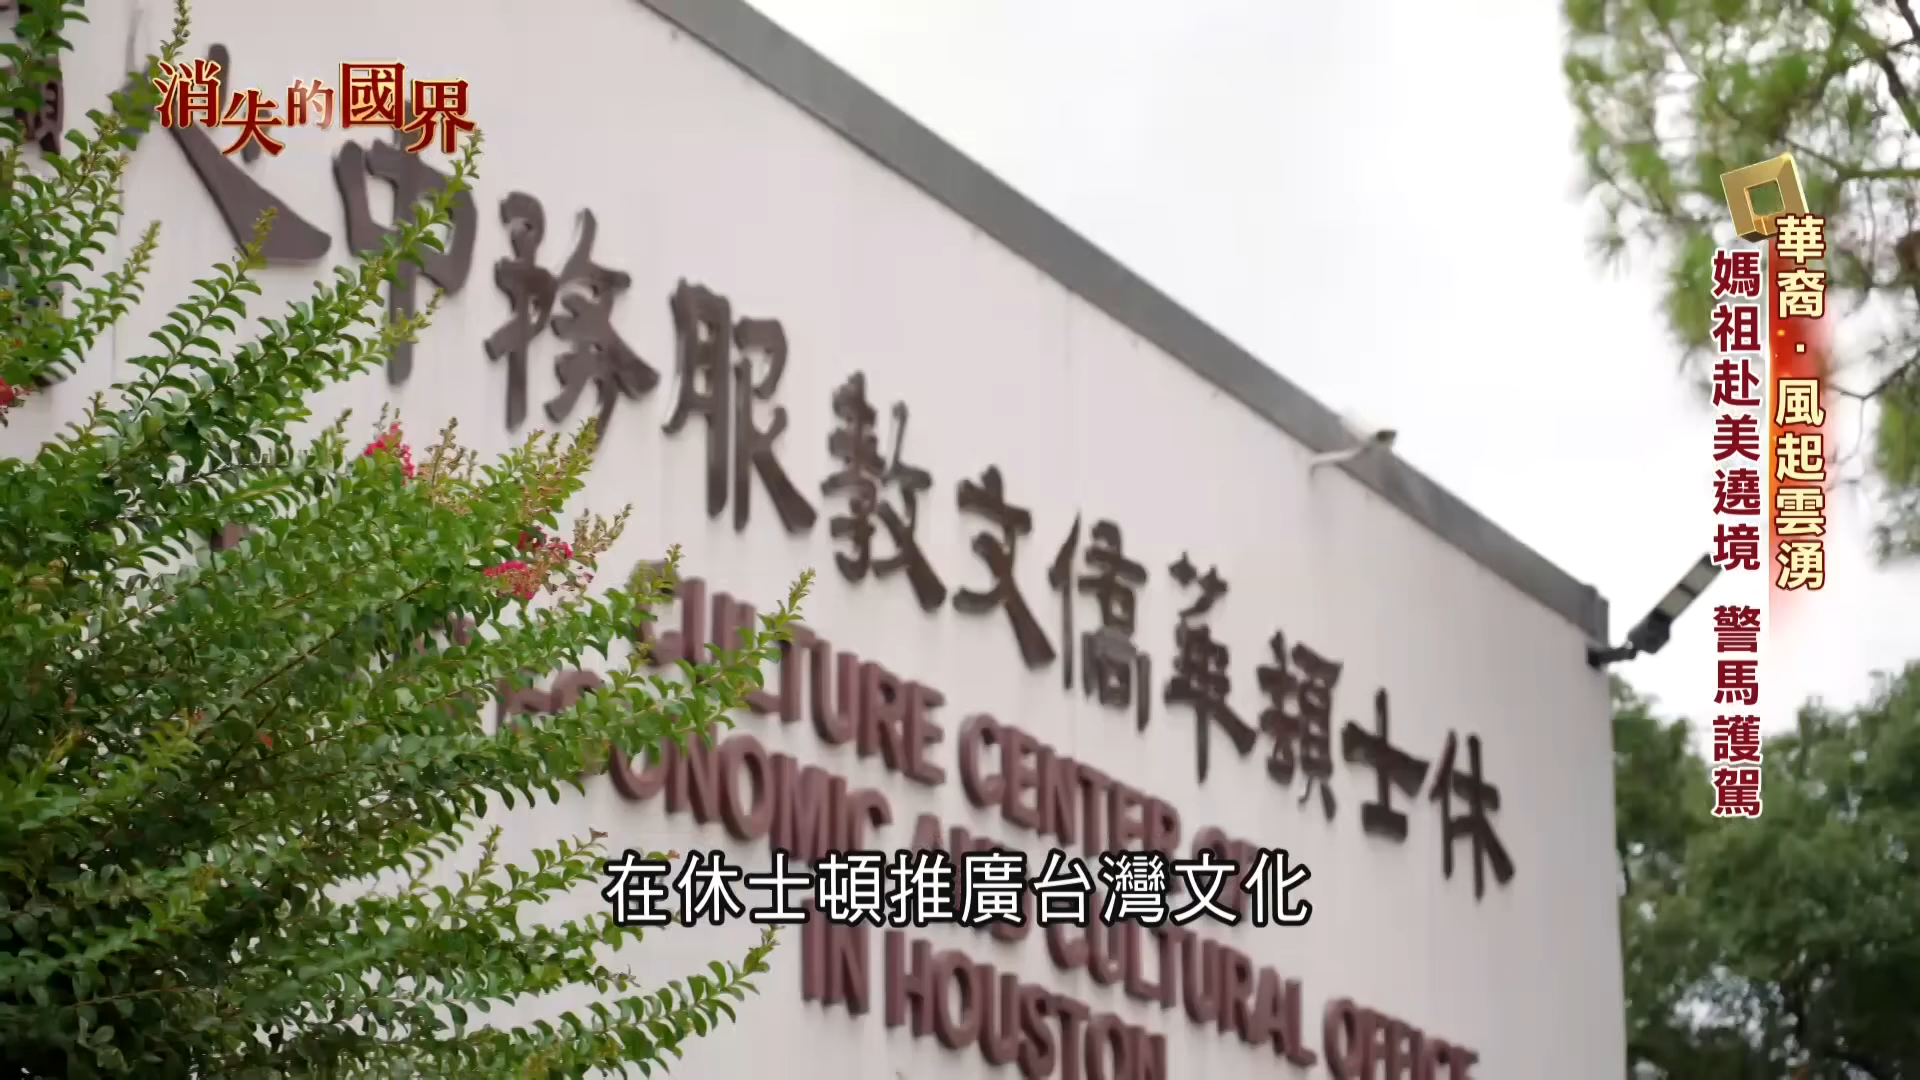 消失的國界
華裔·風起雲湧
媽祖赴美遶境 警馬護駕
休士頓華僑文教服務中
CULTURE CENTER OF
ECONOMIC AND CULTURAL OFFICE
IN HOUSTON
在休士頓推廣台灣文化